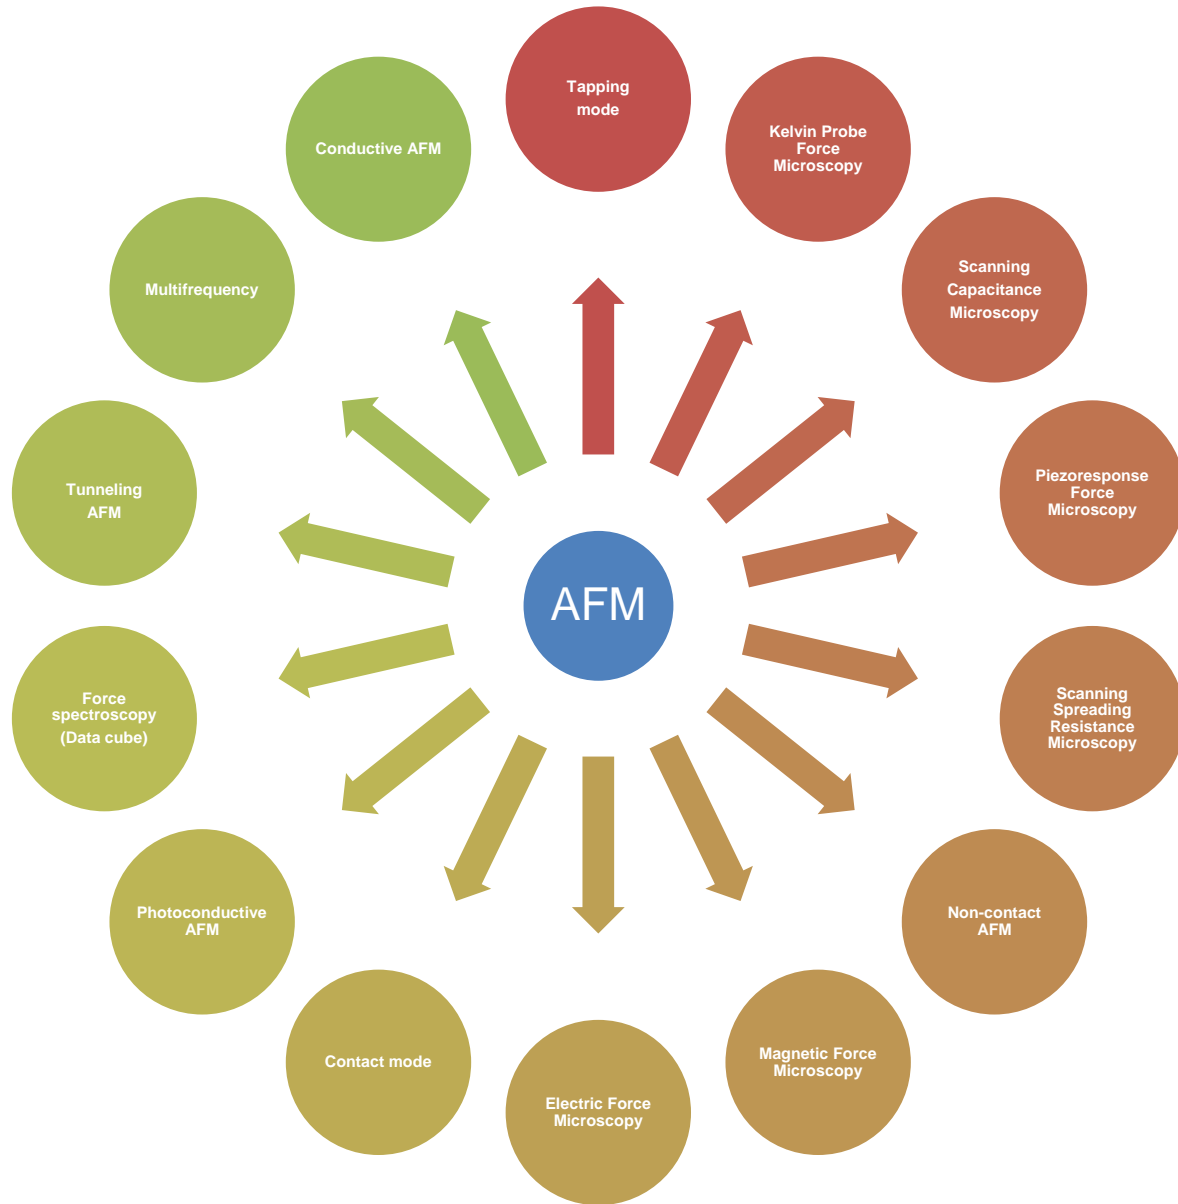 Tapping
mode
Kelvin Probe
Force
Microscopy
Scanning
Capacitance
Microscopy
Piezoresponse
Force
Microscopy
Scanning
Spreading
Resistance
Microscopy
Non-contact
AFM
Magnetic Force
Microscopy
Electric Force
Microscopy
Contact mode
Photoconductive
AFM
Force
spectroscopy
(Data cube)
Tunneling
AFM
Multifrequency
Conductive AFM
AFM